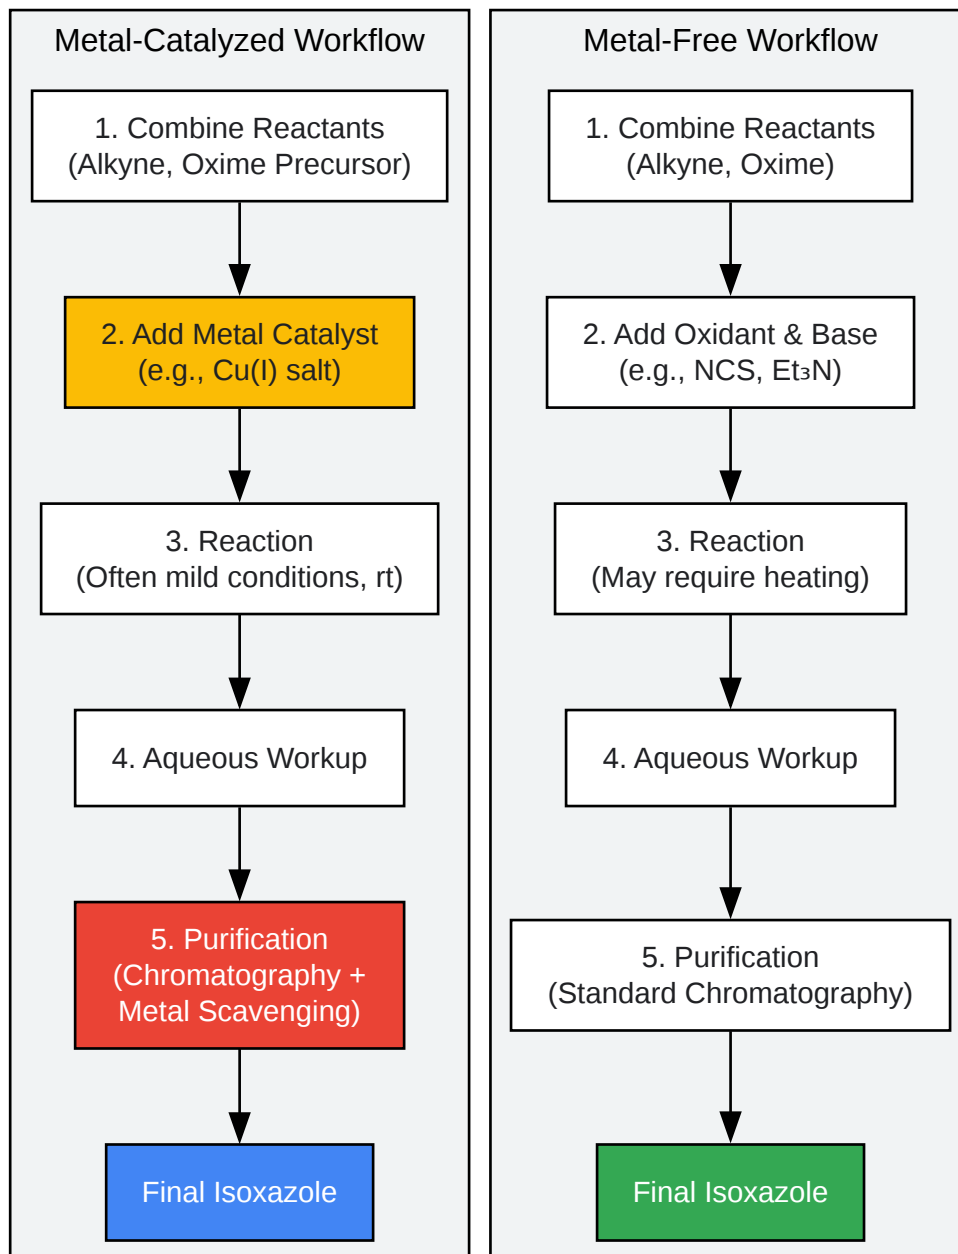 Metal-Catalyzed Workflow
1. Combine Reactants
(Alkyne, Oxime Precursor)
2. Add Metal Catalyst
(e.g., Cu(I) salt)
3. Reaction
(Often mild conditions, rt)
4. Aqueous Workup
5. Purification
(Chromatography +
Metal Scavenging)
Final Isoxazole
Metal-Free Workflow
1. Combine Reactants
(Alkyne, Oxime)
2. Add Oxidant & Base
(e.g., NCS, Et₃N)
3. Reaction
(May require heating)
4. Aqueous Workup
5. Purification
(Standard Chromatography)
Final Isoxazole